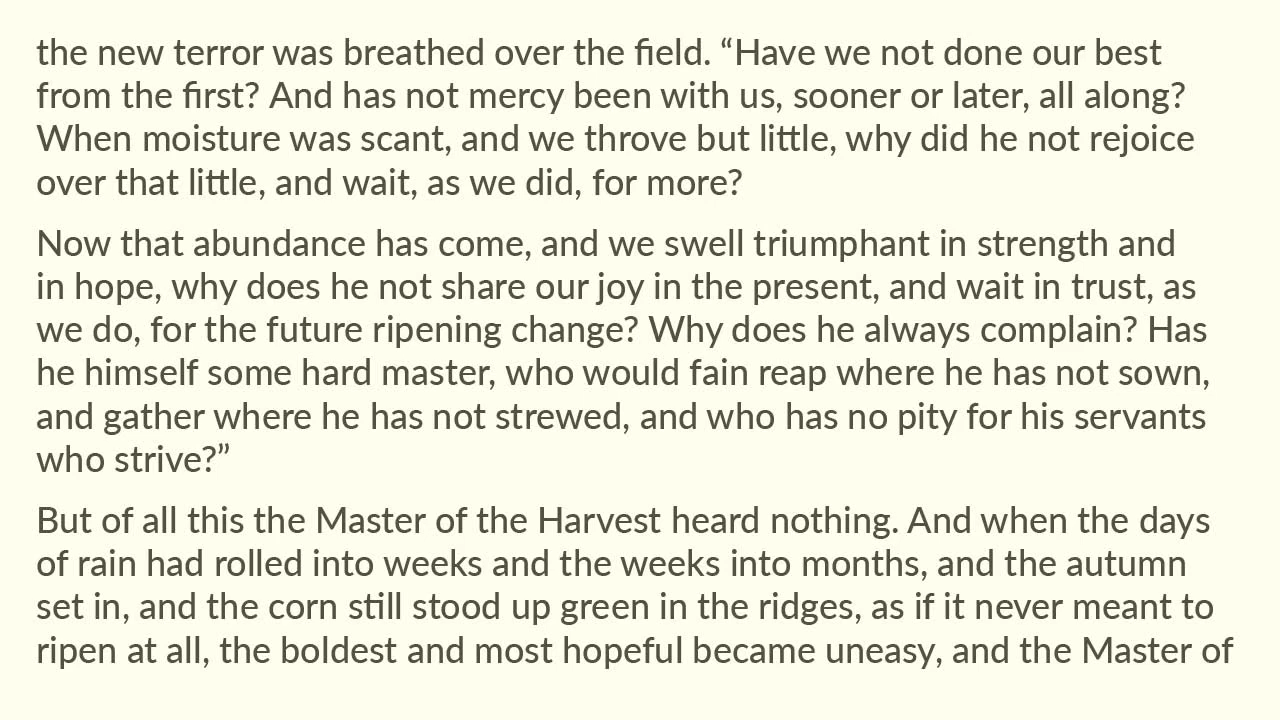 the new terror was breathed over the field. “Have we not done our best
from the first? And has not mercy been with us, sooner or later, all along?
When moisture was scant, and we throve but little, why did he not rejoice
over that little, and wait, as we did, for more?
Now that abundance has come, and we swell triumphant in strength and
in hope, why does he not share our joy in the present, and wait in trust, as
we do, for the future ripening change? Why does he always complain? Has
he himself some hard master, who would fain reap where he has not sown,
and gather where he has not strewed, and who has no pity for his servants
who strive?”
But of all this the Master of the Harvest heard nothing. And when the days
of rain had rolled into weeks and the weeks into months, and the autumn
set in, and the corn still stood up green in the ridges, as if it never meant to
ripen at all, the boldest and most hopeful became uneasy, and the Master of